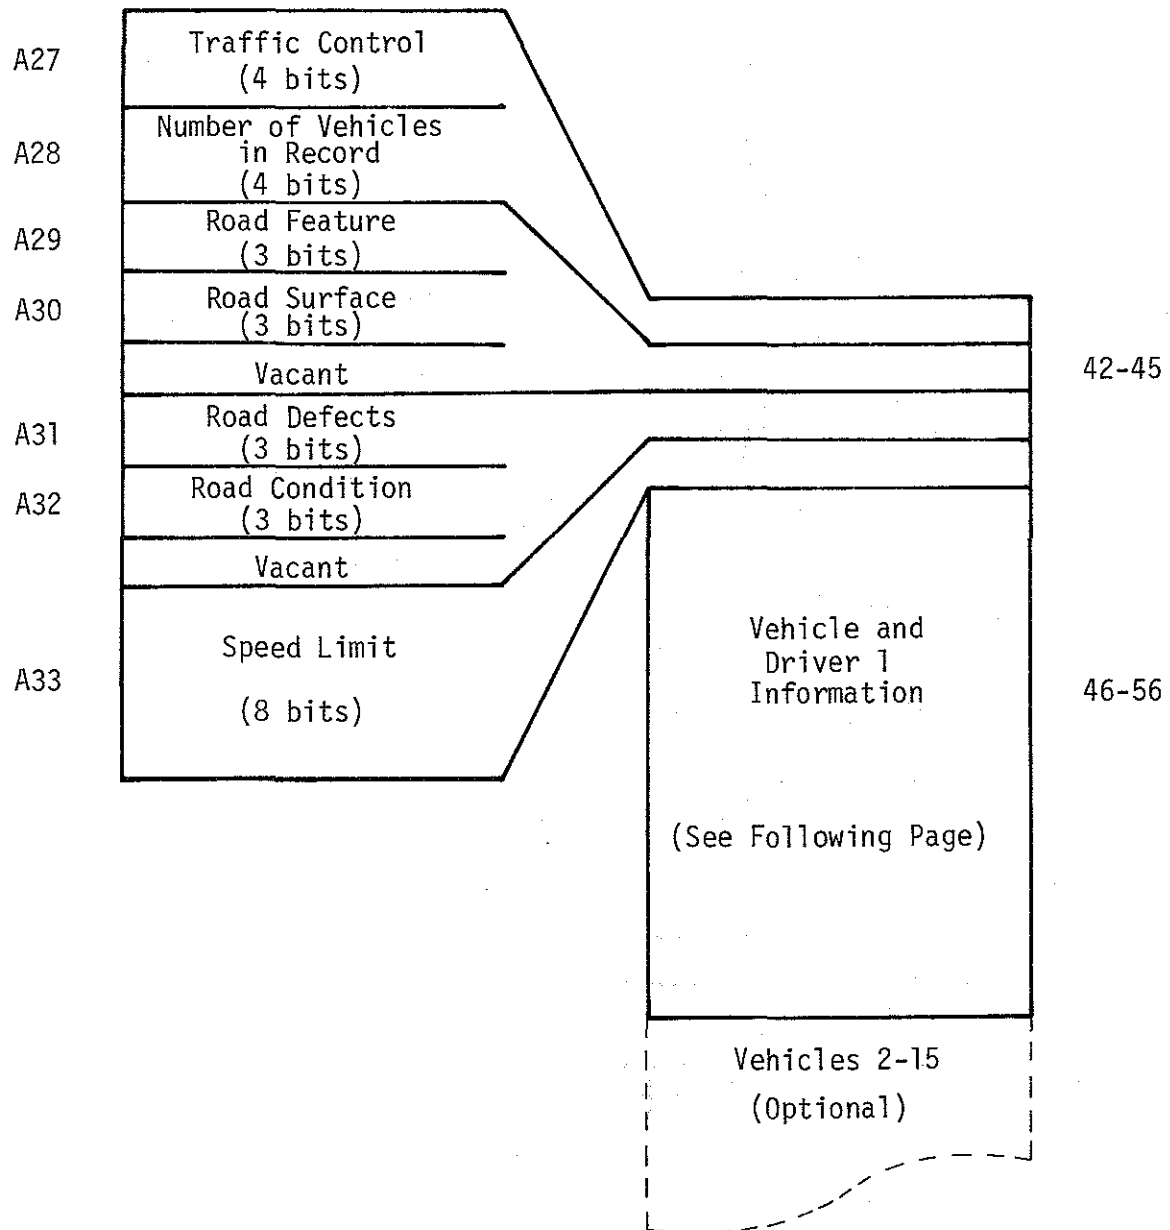 A27
Traffic Control
(4 bits)
A28
Number of Vehicles
in Record
(4 bits)
A29
Road Feature
(3 bits)
A30
Road Surface
(3 bits)
Vacant
42-45
A31
Road Defects
(3 bits)
A32
Road Condition
(3 bits)
Vacant
A33
Speed Limit
(8 bits)
Vehicle and
Driver 1
Information
46-56
(See Following Page)
Vehicles 2-15
(Optional)